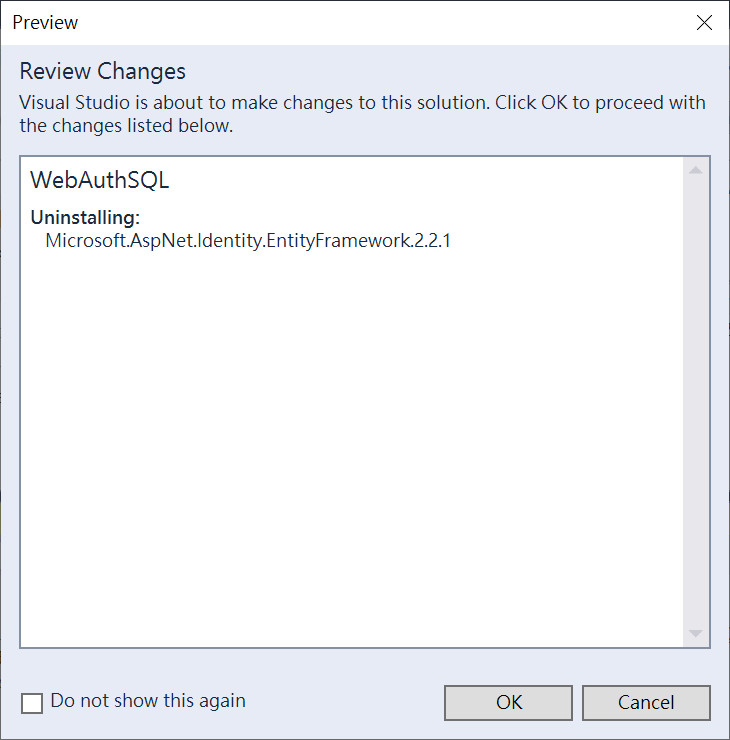 Preview
Review Changes
Visual Studio is about to make changes to this solution. Click OK to proceed with
the changes listed below.
WebAuthSQL
Uninstalling:
Microsoft.AspNet.Identity.EntityFramework.2.2.1
Do not show this again
OK
Cancel